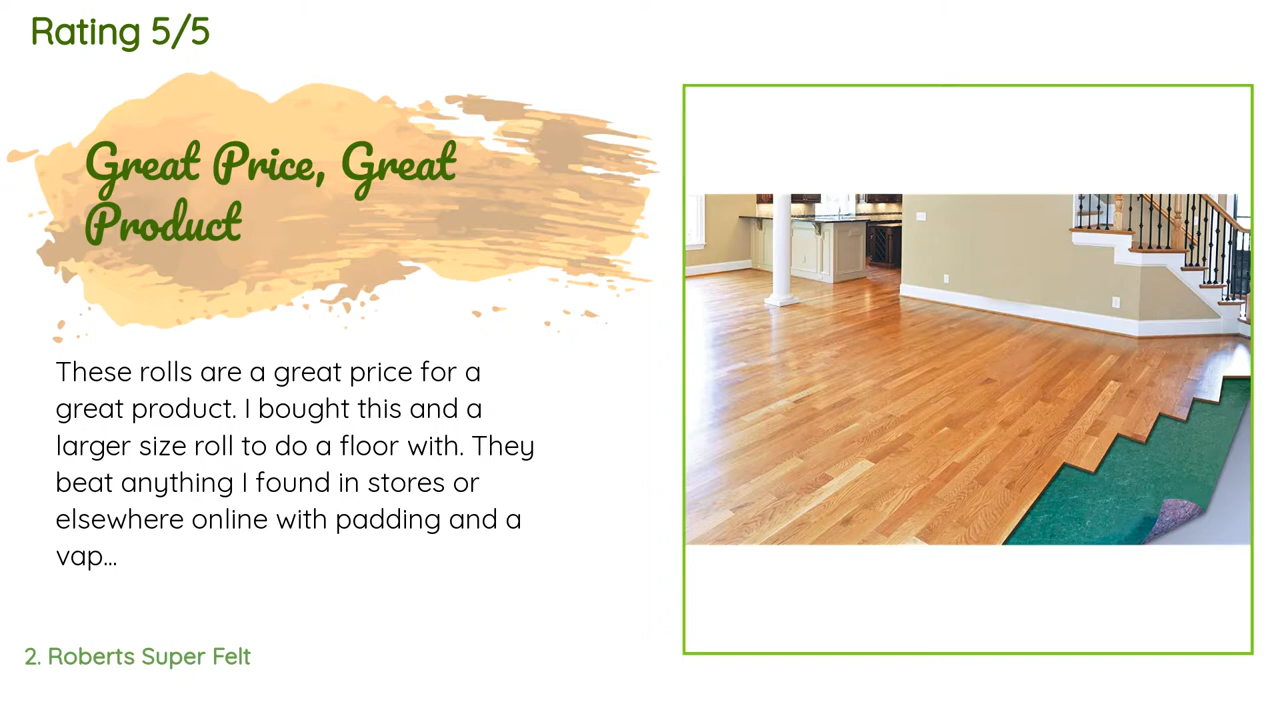 Rating 5/5
Great Price, Great
Product
These rolls are a great price for a
great product. I bought this and a
larger size roll to do a floor with. They
beat anything I found in stores or
elsewhere online with padding and a
vap...
2. Roberts Super Felt